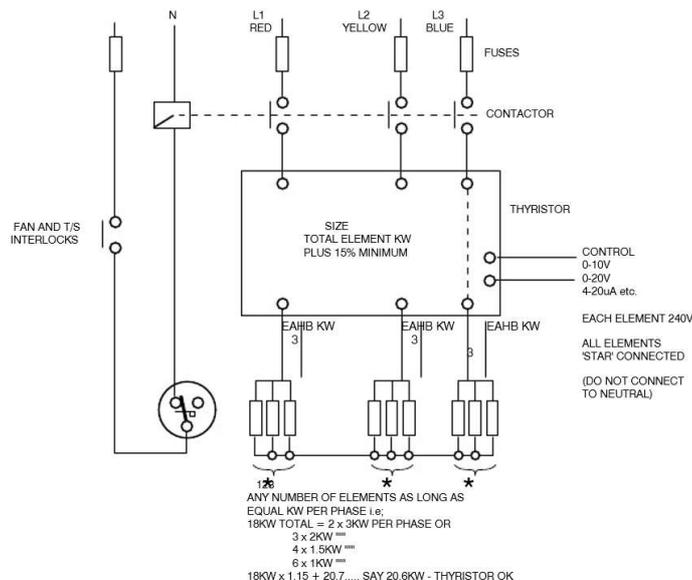 N
L1
RED
L2
YELLOW
L3
BLUE
FUSES
CONTACTOR
THYRISTOR
FAN AND T/S
INTERLOCKS
SIZE
TOTAL ELEMENT KW
PLUS 15% MINIMUM
CONTROL
0-10V
0-20V
4-20uA etc.
EAHB KW
3
EAHB KW
3
EAHB KW
3
EACH ELEMENT 240V
ALL ELEMENTS
'STAR' CONNECTED
(DO NOT CONNECT
TO NEUTRAL)
* * *
ANY NUMBER OF ELEMENTS AS LONG AS
EQUAL KW PER PHASE i.e;
18KW TOTAL = 2 x 3KW PER PHASE OR
3 x 2KW """
4 x 1.5KW """
6 x 1KW """
18KW x 1.15 + 20.7..... SAY 20.6KW - THYRISTOR OK